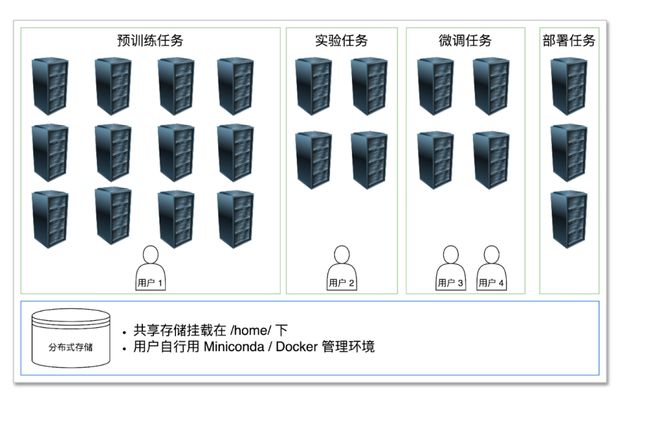 预训练任务
实验任务
微调任务
部署任务
用户 1
用户 2
用户 3
用户 4
分布式存储
• 共享存储挂载在 /home/ 下
• 用户自行用 Miniconda / Docker 管理环境